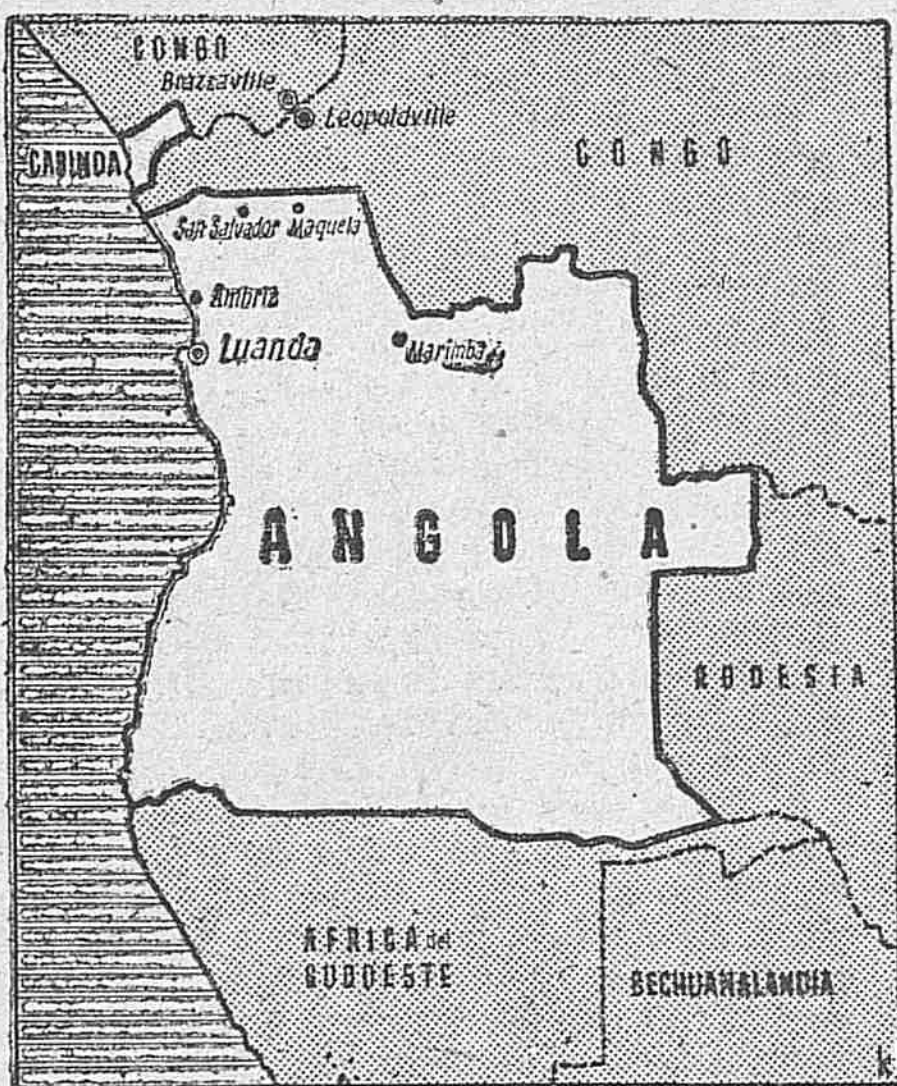 CONGO
Brazzaville
Leopoldville
CONGO
CABINDA
San Salvador
Maquela
Ambriz
Luanda
Marimba
ANGOLA
RODESIA
AFRICA del
SUDOESTE
BECHUANALANDIA
k